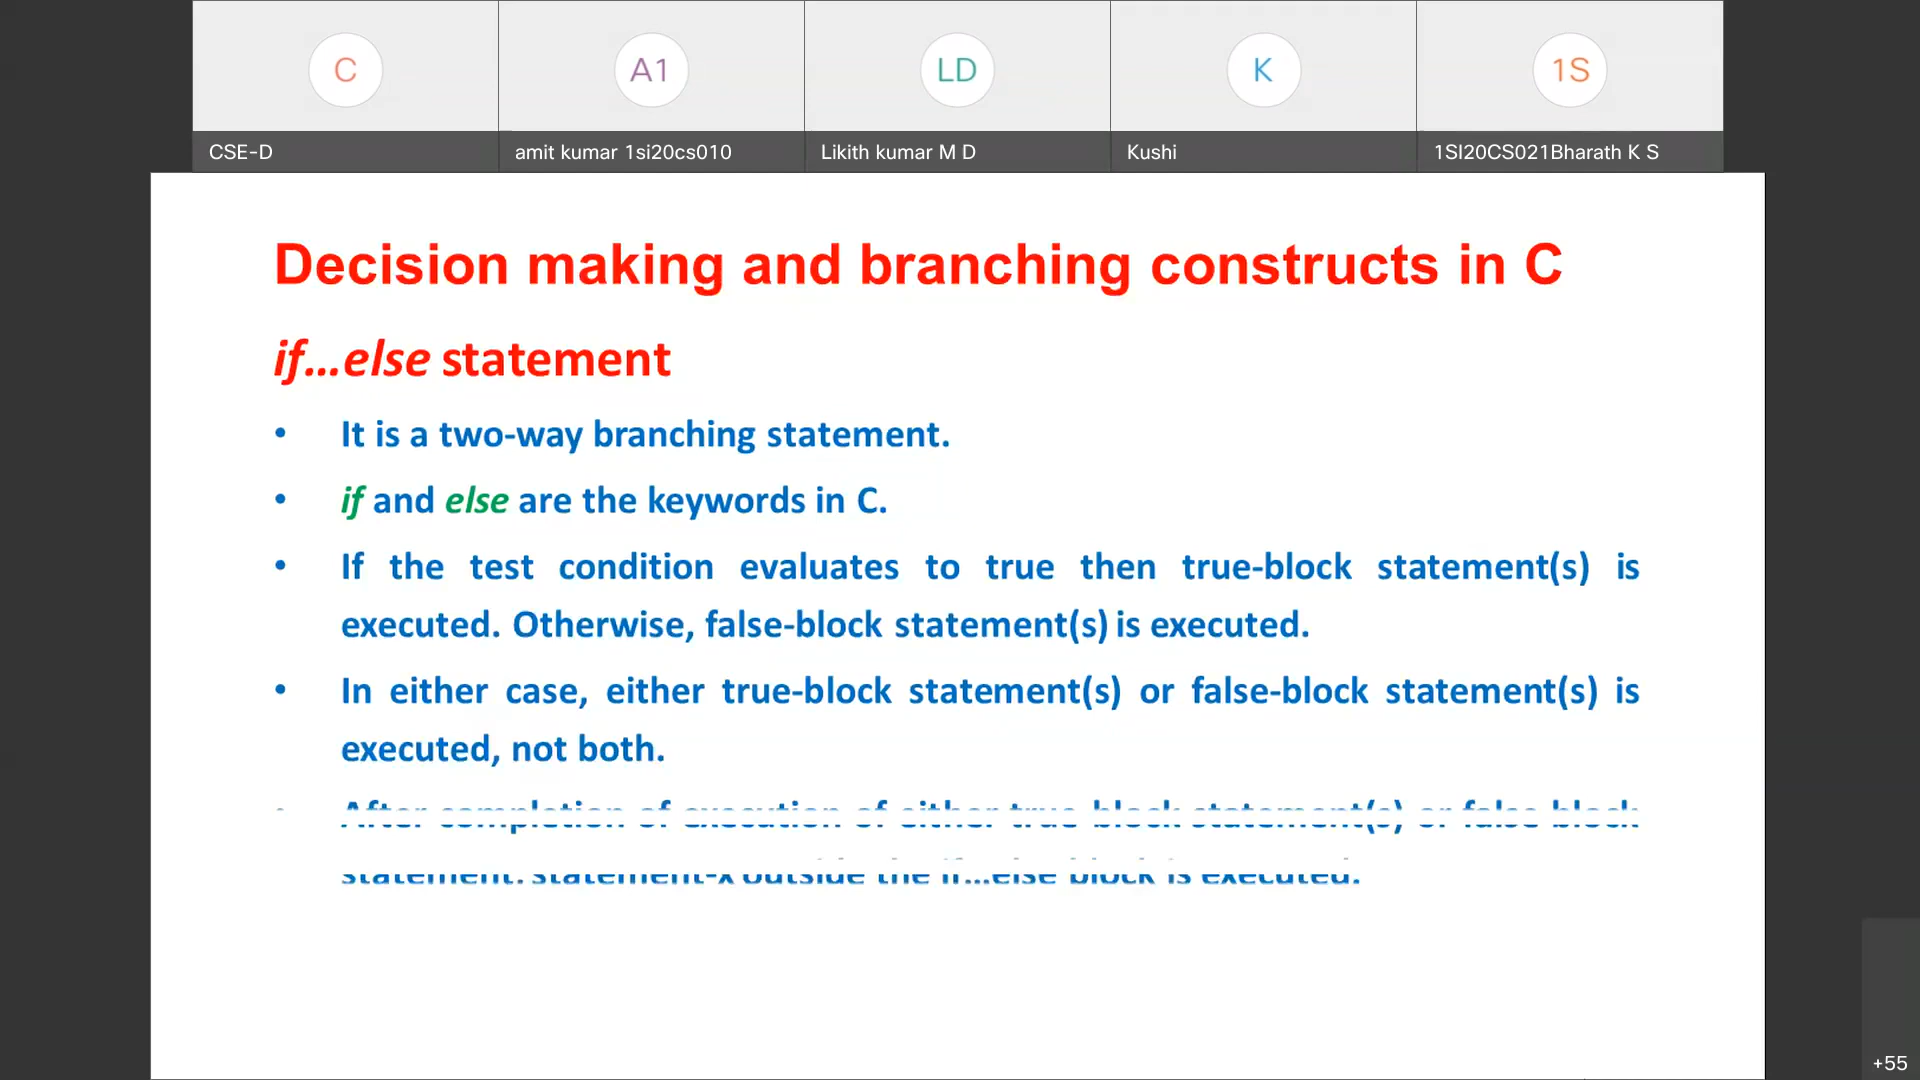 C A1 LD K 1S
CSE-D amit kumar 1si20cs010 Likith kumar M D Kushi 1SI20CS021Bharath K S
Decision making and branching constructs in C
if...else statement
• It is a two-way branching statement.
• if and else are the keywords in C.
• If the test condition evaluates to true then true-block statement(s) is
executed. Otherwise, false-block statement(s) is executed.
• In either case, either true-block statement(s) or false-block statement(s) is
executed, not both.
• After completion of execution of either true block statement(s) or false block
statement. statement-x outside the if...else block is executed.
+55